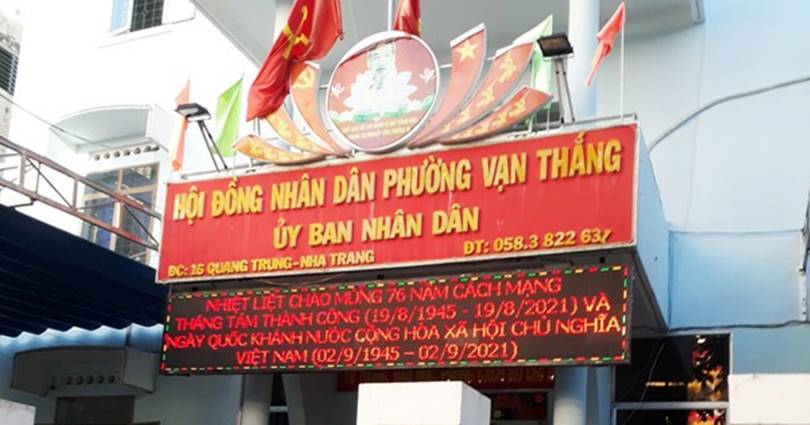 HỘI ĐỒNG NHÂN DÂN PHƯỜNG VẠN THẮNG
ỦY BAN NHÂN DÂN
ĐC: 16 QUANG TRUNG-NHA TRANG
ĐT: 058.3 822 637
NHIỆT LIỆT CHÀO MỪNG 76 NĂM CÁCH MẠNG
THÁNG TÁM THÀNH CÔNG (19/8/1945 - 19/8/2021) VÀ
NGÀY QUỐC KHÁNH NƯỚC CỘNG HÒA XÃ HỘI CHỦ NGHĨA
VIỆT NAM (02/9/1945 - 02/9/2021)